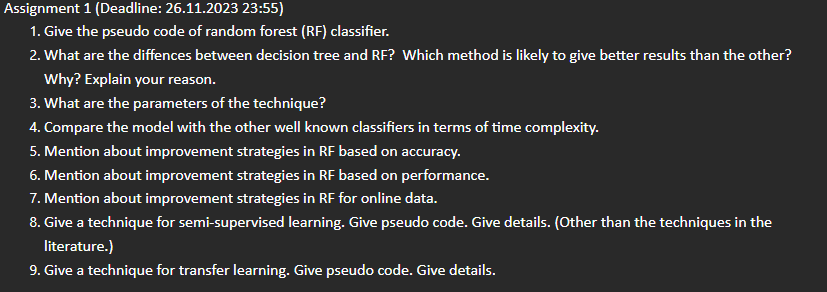 Assignment 1 (Deadline: 26.11.2023 23:55)
1. Give the pseudo code of random forest (RF) classifier.
2. What are the diffences between decision tree and RF? Which method is likely to give better results than the other?
Why? Explain your reason.
3. What are the parameters of the technique?
4. Compare the model with the other well known classifiers in terms of time complexity.
5. Mention about improvement strategies in RF based on accuracy.
6. Mention about improvement strategies in RF based on performance.
7. Mention about improvement strategies in RF for online data.
8. Give a technique for semi-supervised learning. Give pseudo code. Give details. (Other than the techniques in the
literature.)
9. Give a technique for transfer learning. Give pseudo code. Give details.